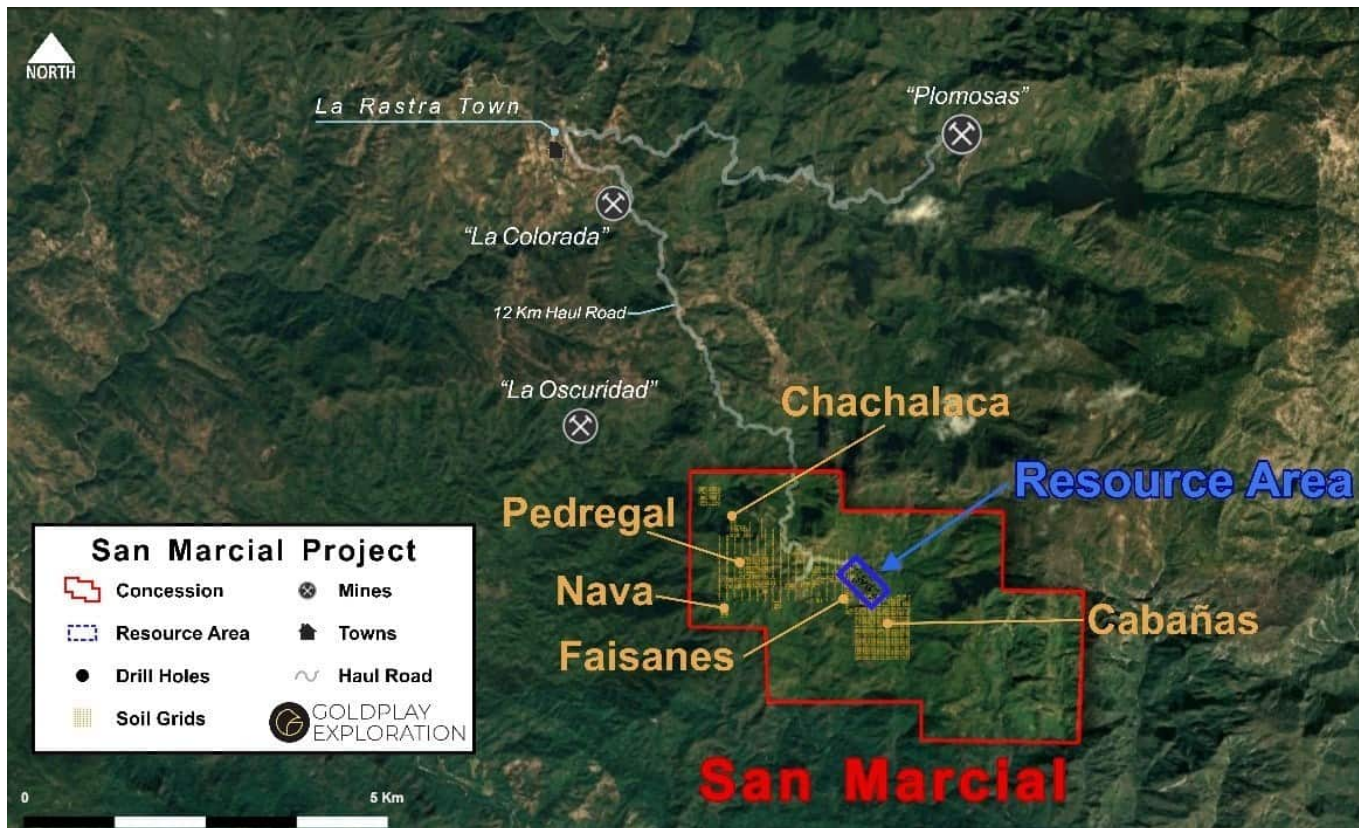 NORTH
La Rastra Town
“Plomosas”
“La Colorada”
12 Km Haul Road
“La Oscuridad”
Chachalaca
Resource Area
Pedregal
Nava
Faisanes
Cabañas
San Marcial
San Marcial Project
Concession
Mines
Resource Area
Towns
Drill Holes
Haul Road
Soil Grids
GOLDPLAY
EXPLORATION
0
5 Km